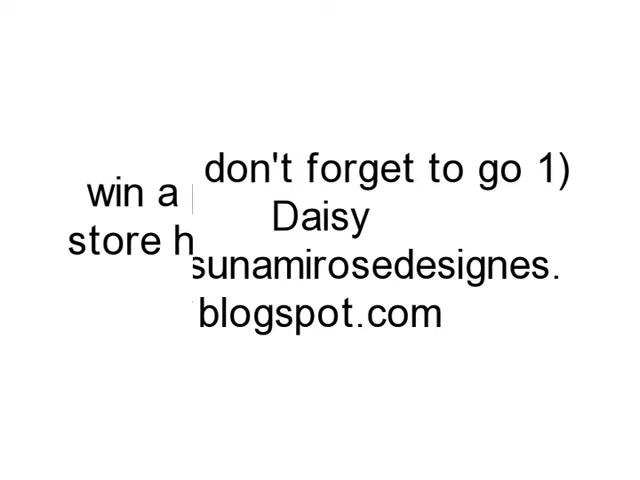 don't forget to go 1)
win a
Daisy
store h
sunamirosedesignes.
blogspot.com